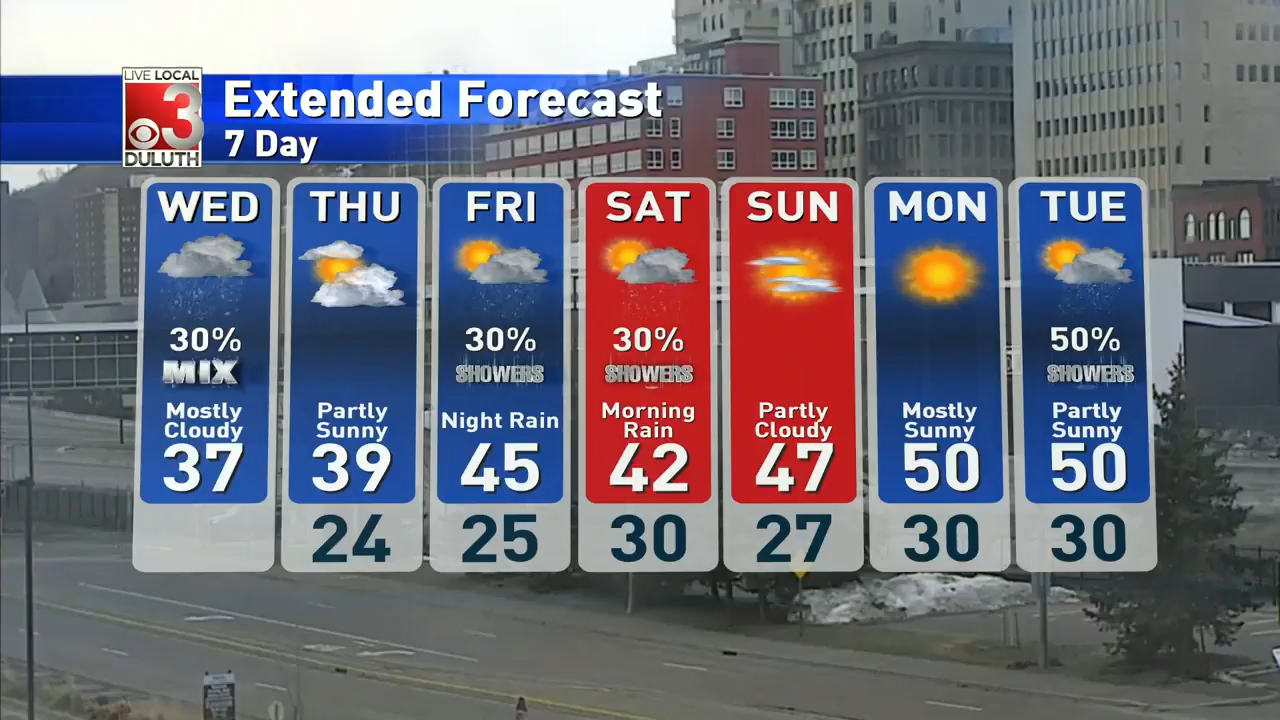 LIVE LOCAL
3
DULUTH
Extended Forecast
7 Day
WED
30%
MIX
Mostly
Cloudy
37
THU
Partly
Sunny
39
24
FRI
30%
SHOWERS
Night Rain
45
25
SAT
30%
SHOWERS
Morning
Rain
42
30
SUN
Partly
Cloudy
47
27
MON
Mostly
Sunny
50
30
TUE
50%
SHOWERS
Partly
Sunny
50
30